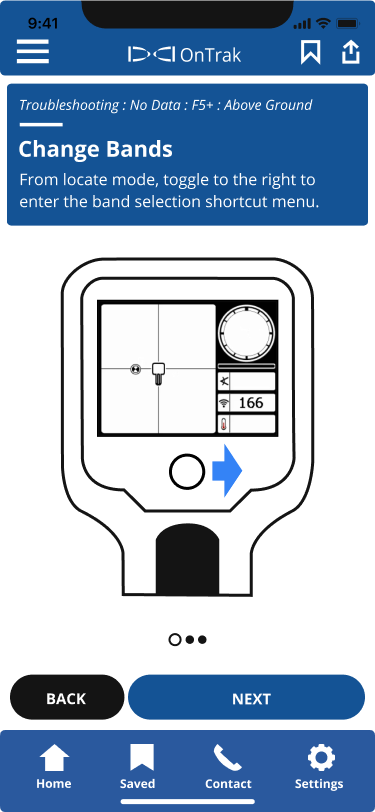 9:41
DCI OnTrak
Troubleshooting : No Data : F5+ : Above Ground
Change Bands
From locate mode, toggle to the right to
enter the band selection shortcut menu.
166
BACK
NEXT
Home
Saved
Contact
Settings